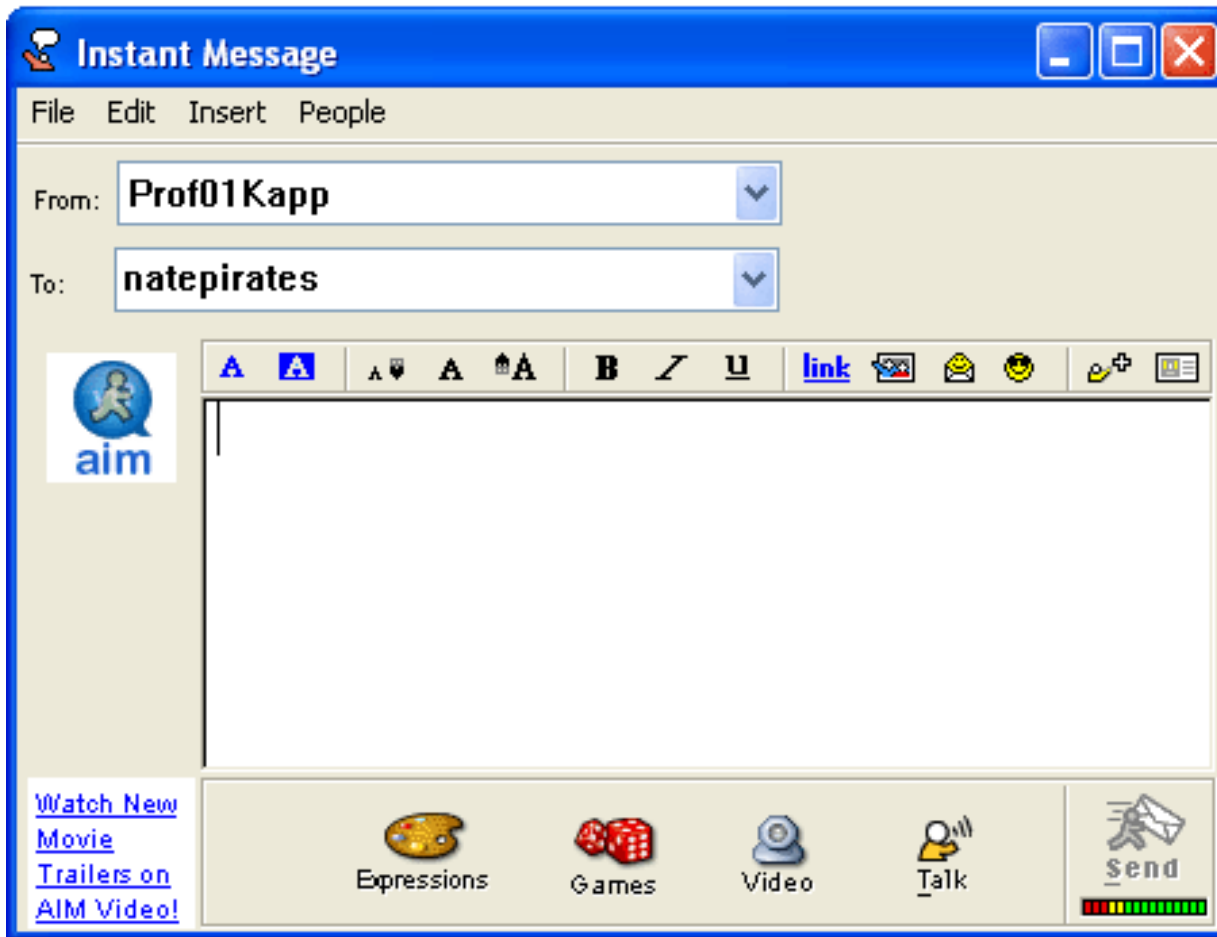 Instant Message
File Edit Insert People
From: Prof01Kapp
To: natepirates
A A A A A B I u link
aim
Watch New
Movie
Trailers on
AIM Video!
Expressions Games Video Talk Send